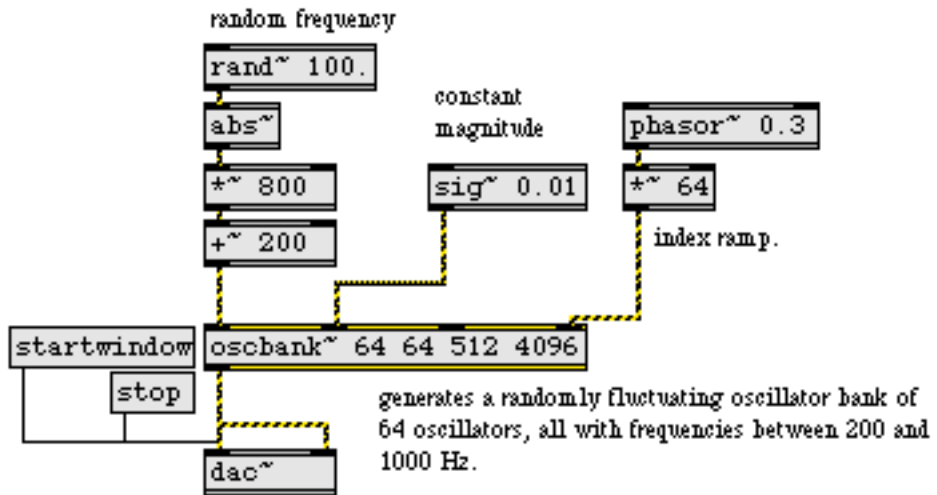 random frequency
rand~ 100.
constant
magnitude
abs~
phasor~ 0.3
*~ 800
sig~ 0.01
*~ 64
+~ 200
index ramp.
startwindow
oscbank~ 64 64 512 4096
stop
generates a randomly fluctuating oscillator bank of
64 oscillators, all with frequencies between 200 and
1000 Hz.
dac~